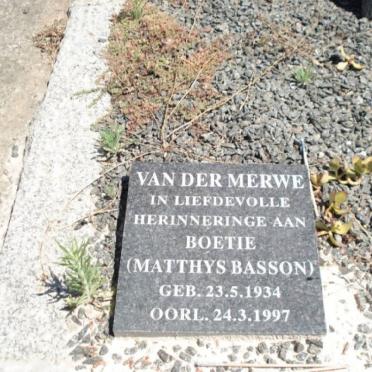 VAN DER MERWE
IN LIEFDEVOLLE
HERINNERINGE AAN
BOETIE
(MATTHYS BASSON)
GEB. 23.5.1934
OORL. 24.3.1997